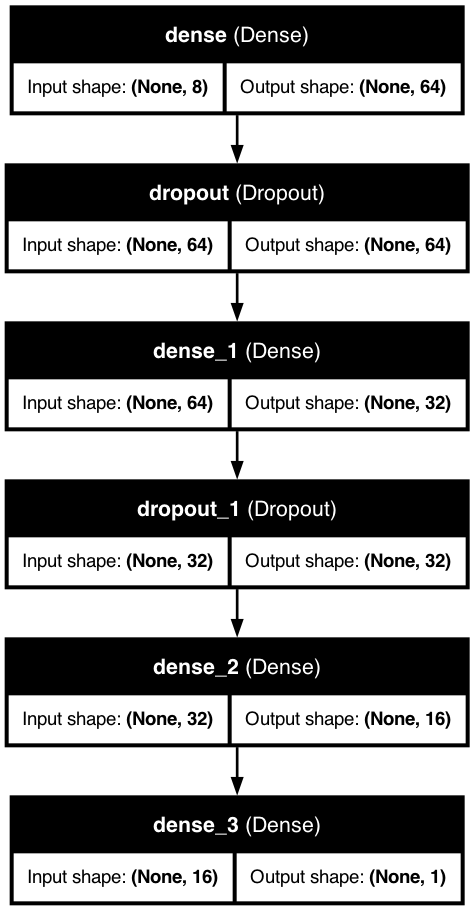 dense (Dense)
Input shape: (None, 8) Output shape: (None, 64)
dropout (Dropout)
Input shape: (None, 64) Output shape: (None, 64)
dense_1 (Dense)
Input shape: (None, 64) Output shape: (None, 32)
dropout_1 (Dropout)
Input shape: (None, 32) Output shape: (None, 32)
dense_2 (Dense)
Input shape: (None, 32) Output shape: (None, 16)
dense_3 (Dense)
Input shape: (None, 16) Output shape: (None, 1)